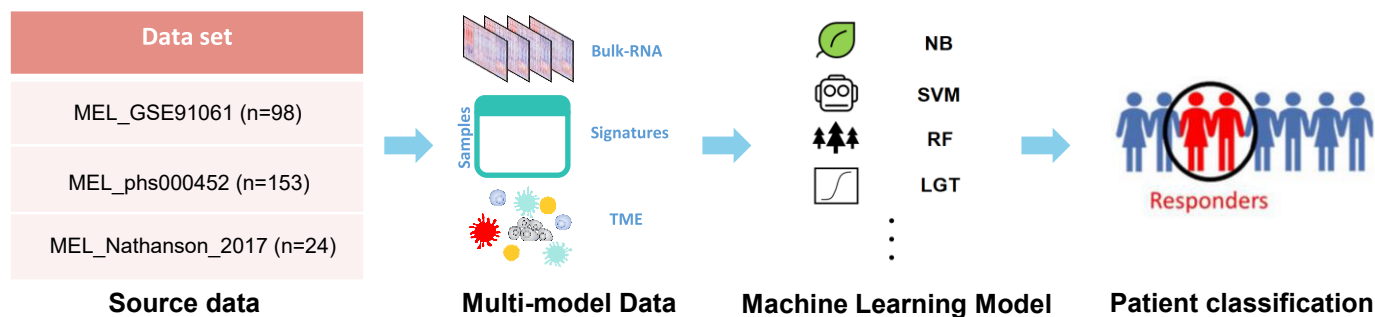 Data set
MEL_GSE91061 (n=98)
MEL_phs000452 (n=153)
MEL_Nathanson_2017 (n=24)
Source data
Bulk-RNA
Samples
Signatures
TME
Multi-model Data
NB
SVM
RF
LGT
Machine Learning Model
Responders
Patient classification